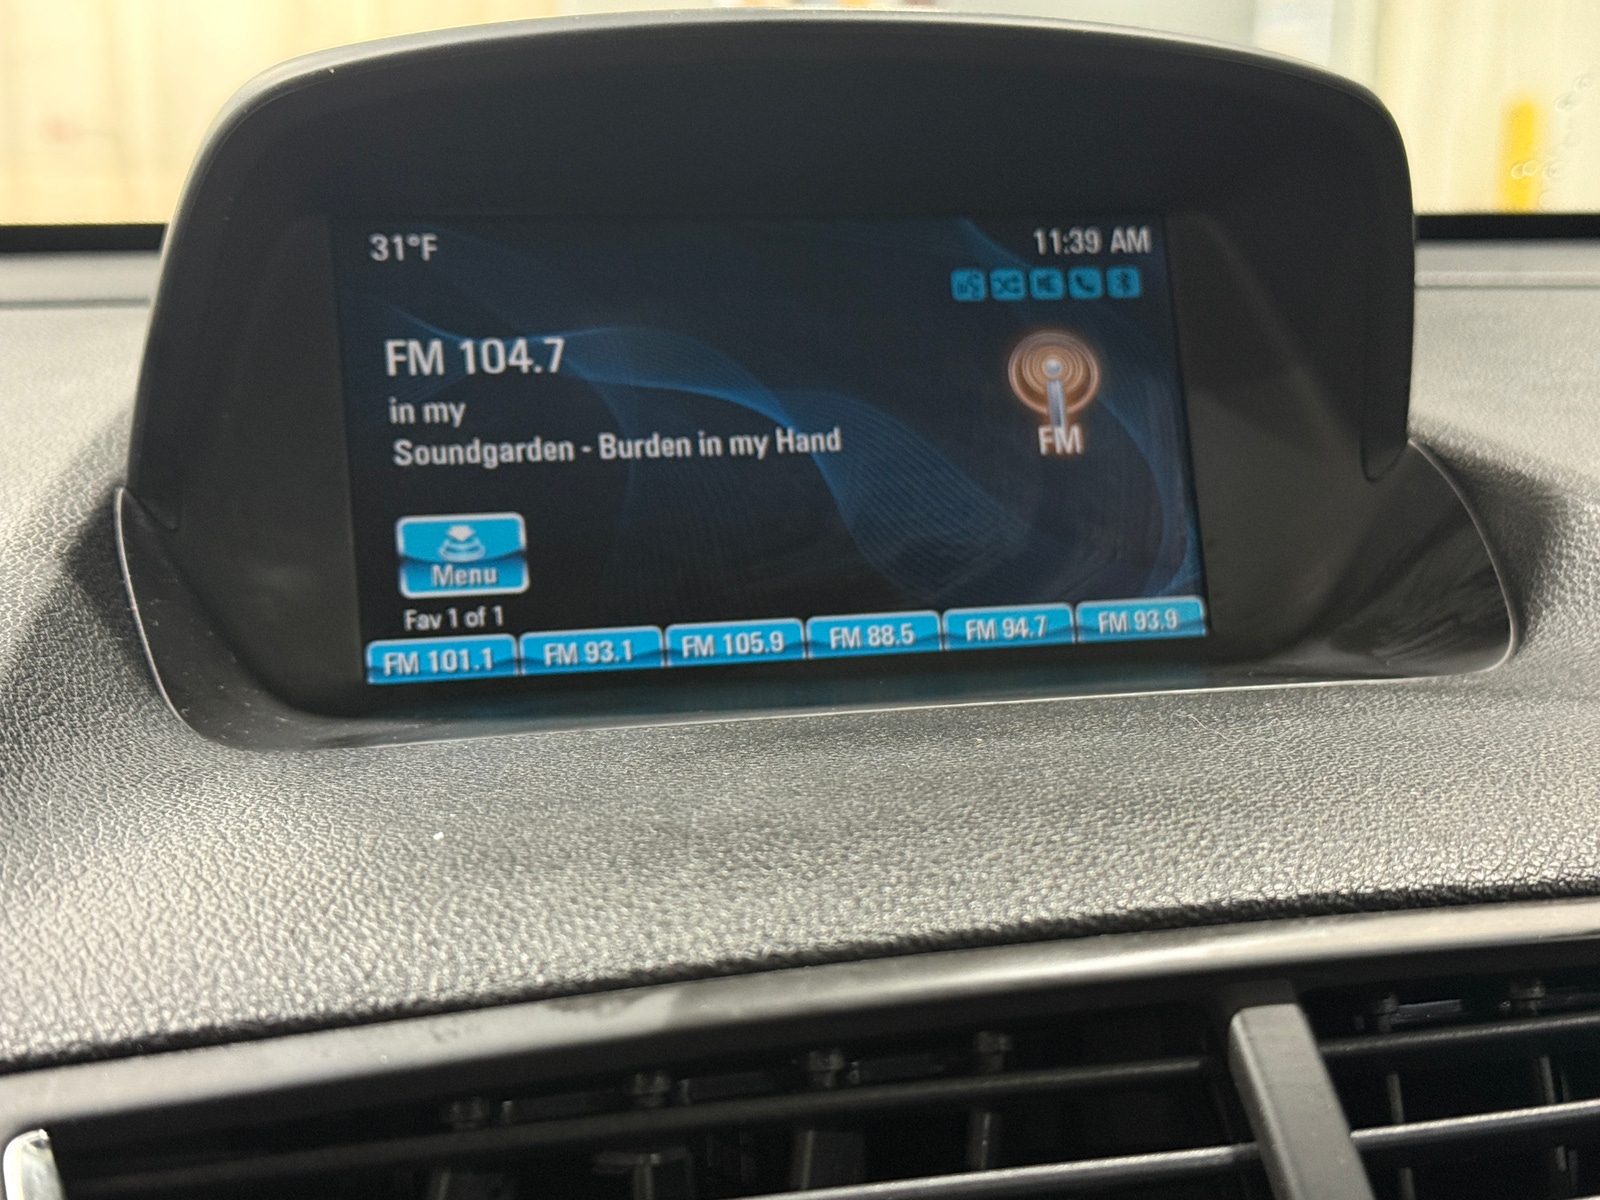 31°F
11:39 AM
FM 104.7
in my
Soundgarden - Burden in my Hand
FM
Menu
Fav 1 of 1
FM 101.1
FM 93.1
FM 105.9
FM 88.5
FM 94.7
FM 93.9